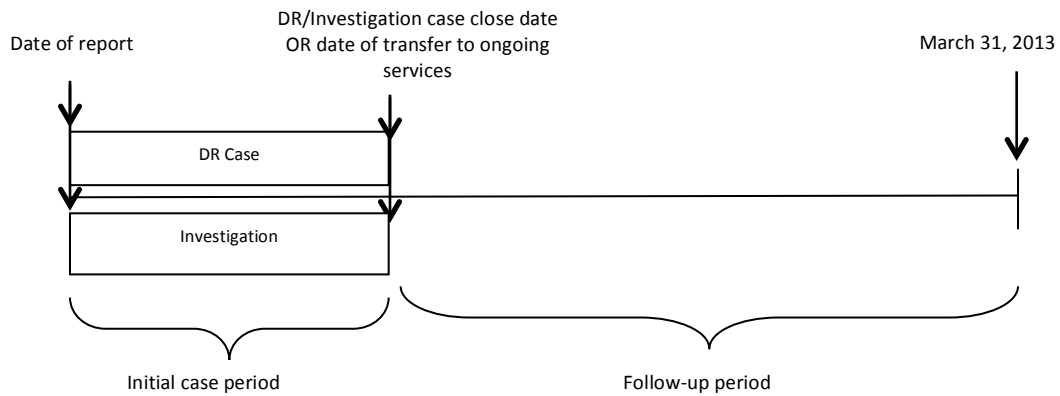 DR/Investigation case close date
OR date of transfer to ongoing
services
Date of report
March 31, 2013
DR Case
Investigation
Initial case period
Follow-up period